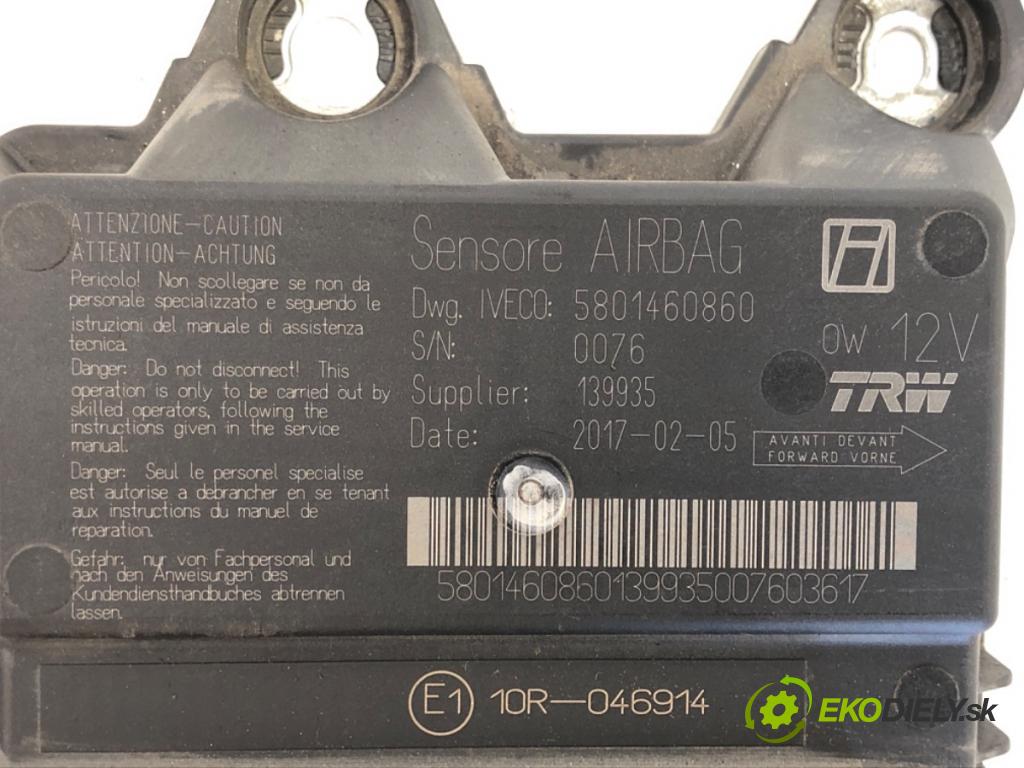 ATTENZIONE-CAUTION
ATTENTION-ACHTUNG
Pericolo! Non scollegare se non da
personale specializzato e seguendo le
istruzioni del manuale di assistenza
tecnica.
Danger: Do not disconnect! This
operation is only to be carried out by
skilled operators, following the
instructions given in the service
manual.
Danger: Seul le personel specialise
est autorise a debrancher en se tenant
aux instructions du manuel de
reparation.
Gefahr: nur von Fachpersonal und
nach den Anweisungen des
Kundendiensthandbuches abtrennen
lassen.
Sensore AIRBAG
Dwg. IVECO: 5801460860
S/N: 0076
Supplier: 139935
Date: 2017-02-05
0W 12V
TRW
AVANTI DEVANT
FORWARD VORNE
5801460860139935007603617
E1 10R-046914
EKODIELY.sk